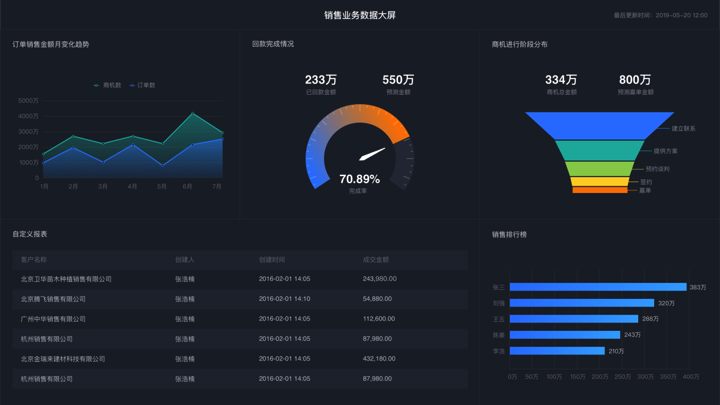 销售业务数据大屏
最后更新时间：2019-05-20 12:00
订单销售金额月变化趋势
商机数 订单数
5000万
4000万
3000万
2000万
1000万
0
1月 2月 3月 4月 5月 6月 7月
回款完成情况
233万 550万
已回款金额 预测金额
70.89%
完成率
商机进行阶段分布
334万 800万
商机总金额 预测赢单金额
建立联系
提供方案
预约谈判
签约
赢单
自定义报表
客户名称 创建人 创建时间 成交金额
北京卫华苗木种植销售有限公司 张浩楠 2016-02-01 14:05 243,980.00
北京腾飞销售有限公司 张浩楠 2016-02-01 14:10 54,880.00
广州中华销售有限公司 张浩楠 2016-02-01 14:05 112,600.00
杭州销售有限公司 张浩楠 2016-02-01 14:05 87,980.00
北京金瑞来建材科技有限公司 张浩楠 2016-02-01 14:05 432,180.00
杭州销售有限公司 张浩楠 2016-02-01 14:05 87,980.00
销售排行榜
张三 383万
刘强 320万
王五 286万
陈豪 243万
李浩 210万
0万 50万 100万 150万 200万 250万 300万 350万 400万